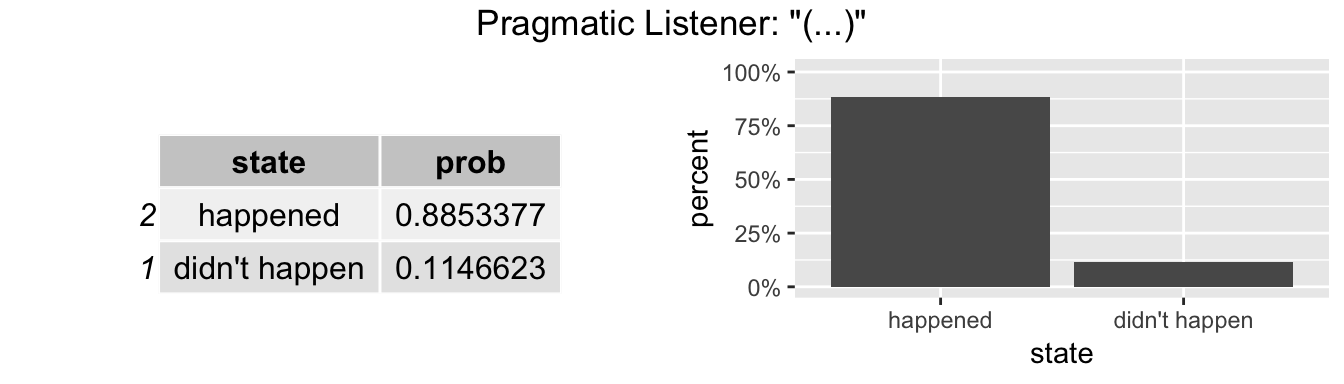 Pragmatic Listener: "(...)"
state prob
2 happened 0.8853377
1 didn't happen 0.1146623
100%
75%
50%
25%
0%
percent
happened didn't happen
state